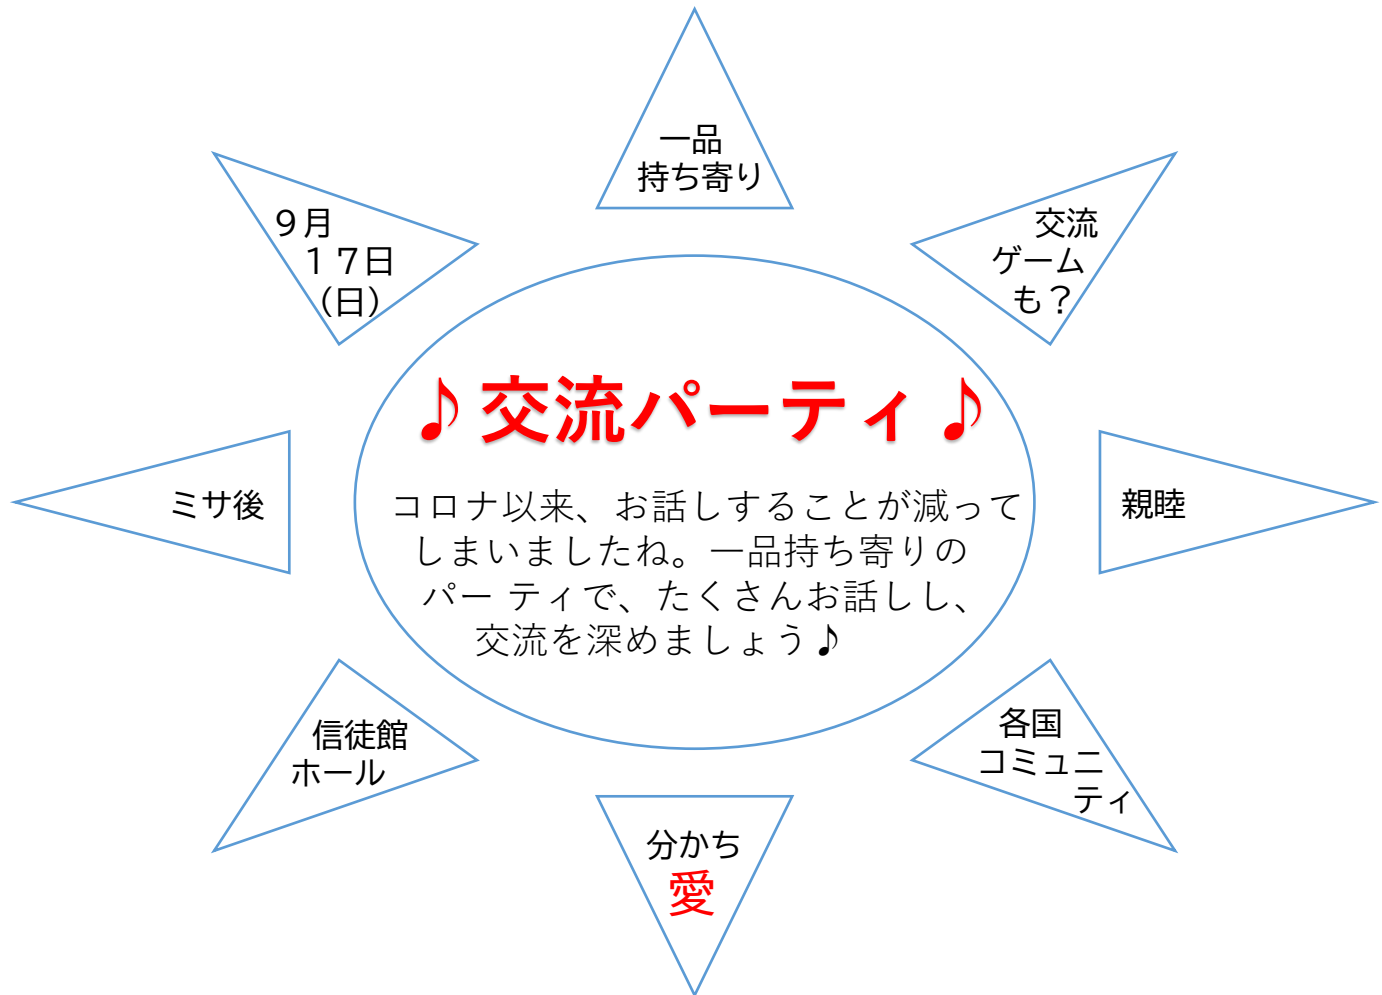 一品
持ち寄り
９月
１７日
（日）
交流
ゲーム
も？
♪交流パーティ♪
コロナ以来、お話しすることが減って
しまいましたね。一品持ち寄りの
パー ティで、たくさんお話しし、
交流を深めましょう♪
ミサ後
親睦
信徒館
ホール
各国
コミュニ
ティ
分かち
愛